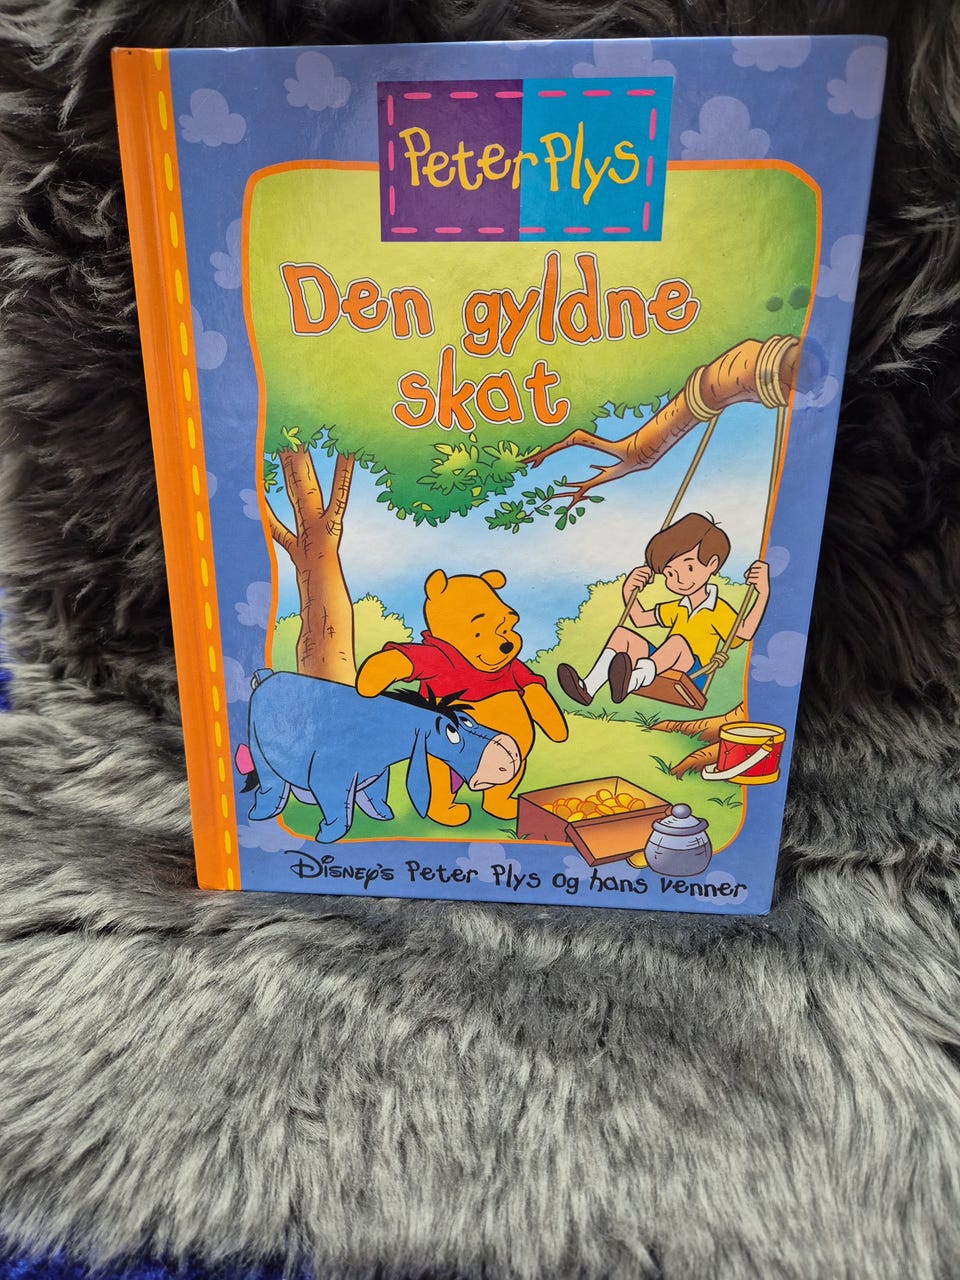 Peter Plys
Den gyldne
skat
Disney's Peter Plys og hans venner